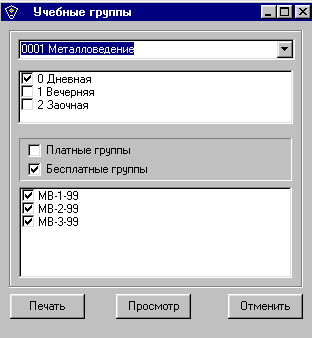 Учебные группы
0001 Металловедение
0 Дневная
1 Вечерняя
2 Заочная
Платные группы
Бесплатные группы
МВ-1-99
МВ-2-99
МВ-3-99
Печать Просмотр Отменить